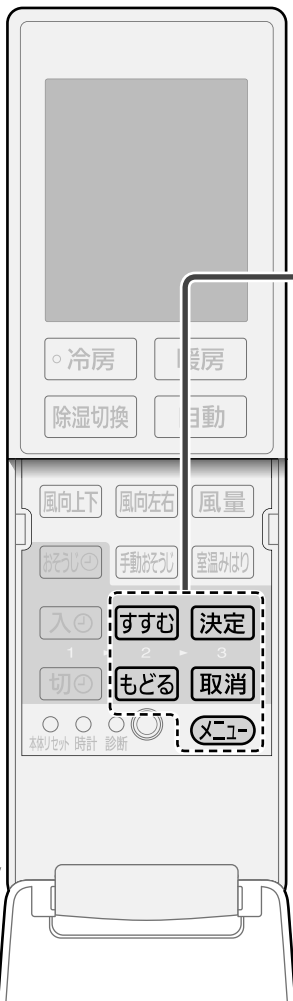 冷房 暖房
除湿切換 自動
風向上下 風向左右 風量
おそうじ 手動おそうじ 室温みはり
入 すすむ 決定
1 2 3
切 もどる 取消
本体リセット 時計 診断 メニュー